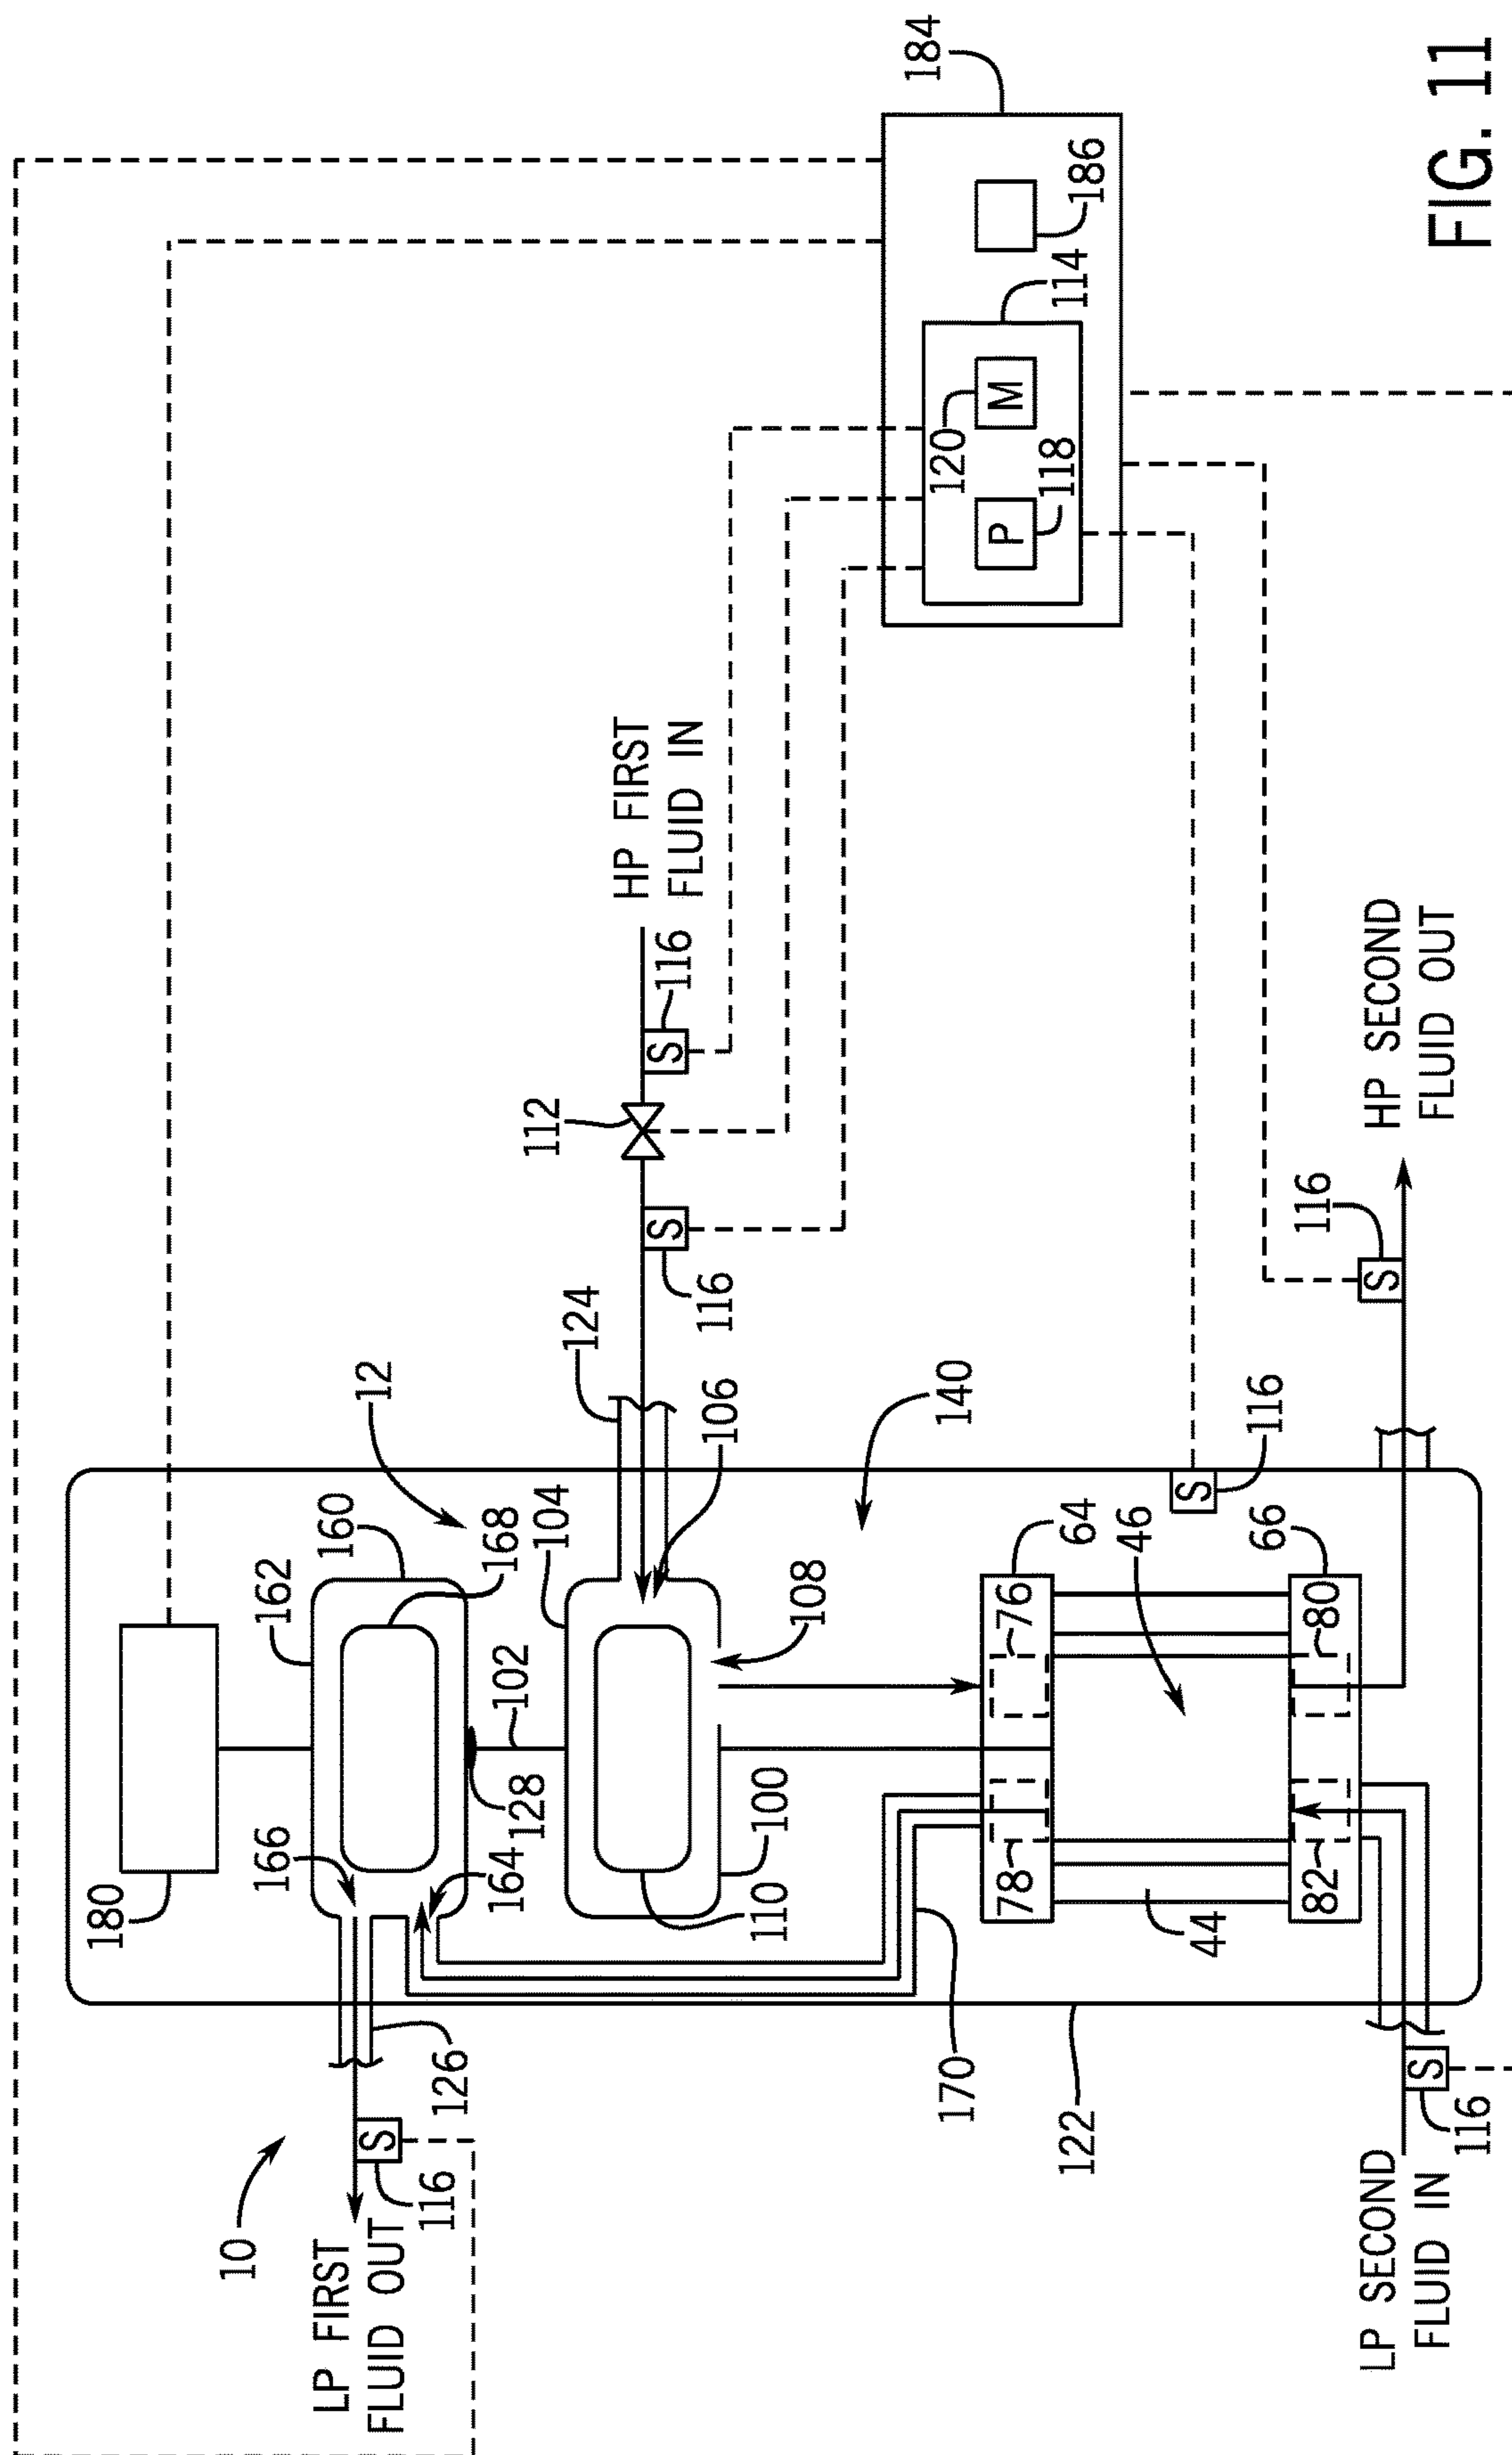 10
LP FIRST
FLUID OUT
116
S
126
180
166
162
160
12
168
164
128
102
104
124
106
108
110
100
112
S
116
S
116
HP FIRST
FLUID IN
184
186
114
120
M
118
P
140
170
122
64
76
78
46
44
66
80
82
S
116
S
116
HP SECOND
FLUID OUT
LP SECOND
FLUID IN
S
116
FIG. 11